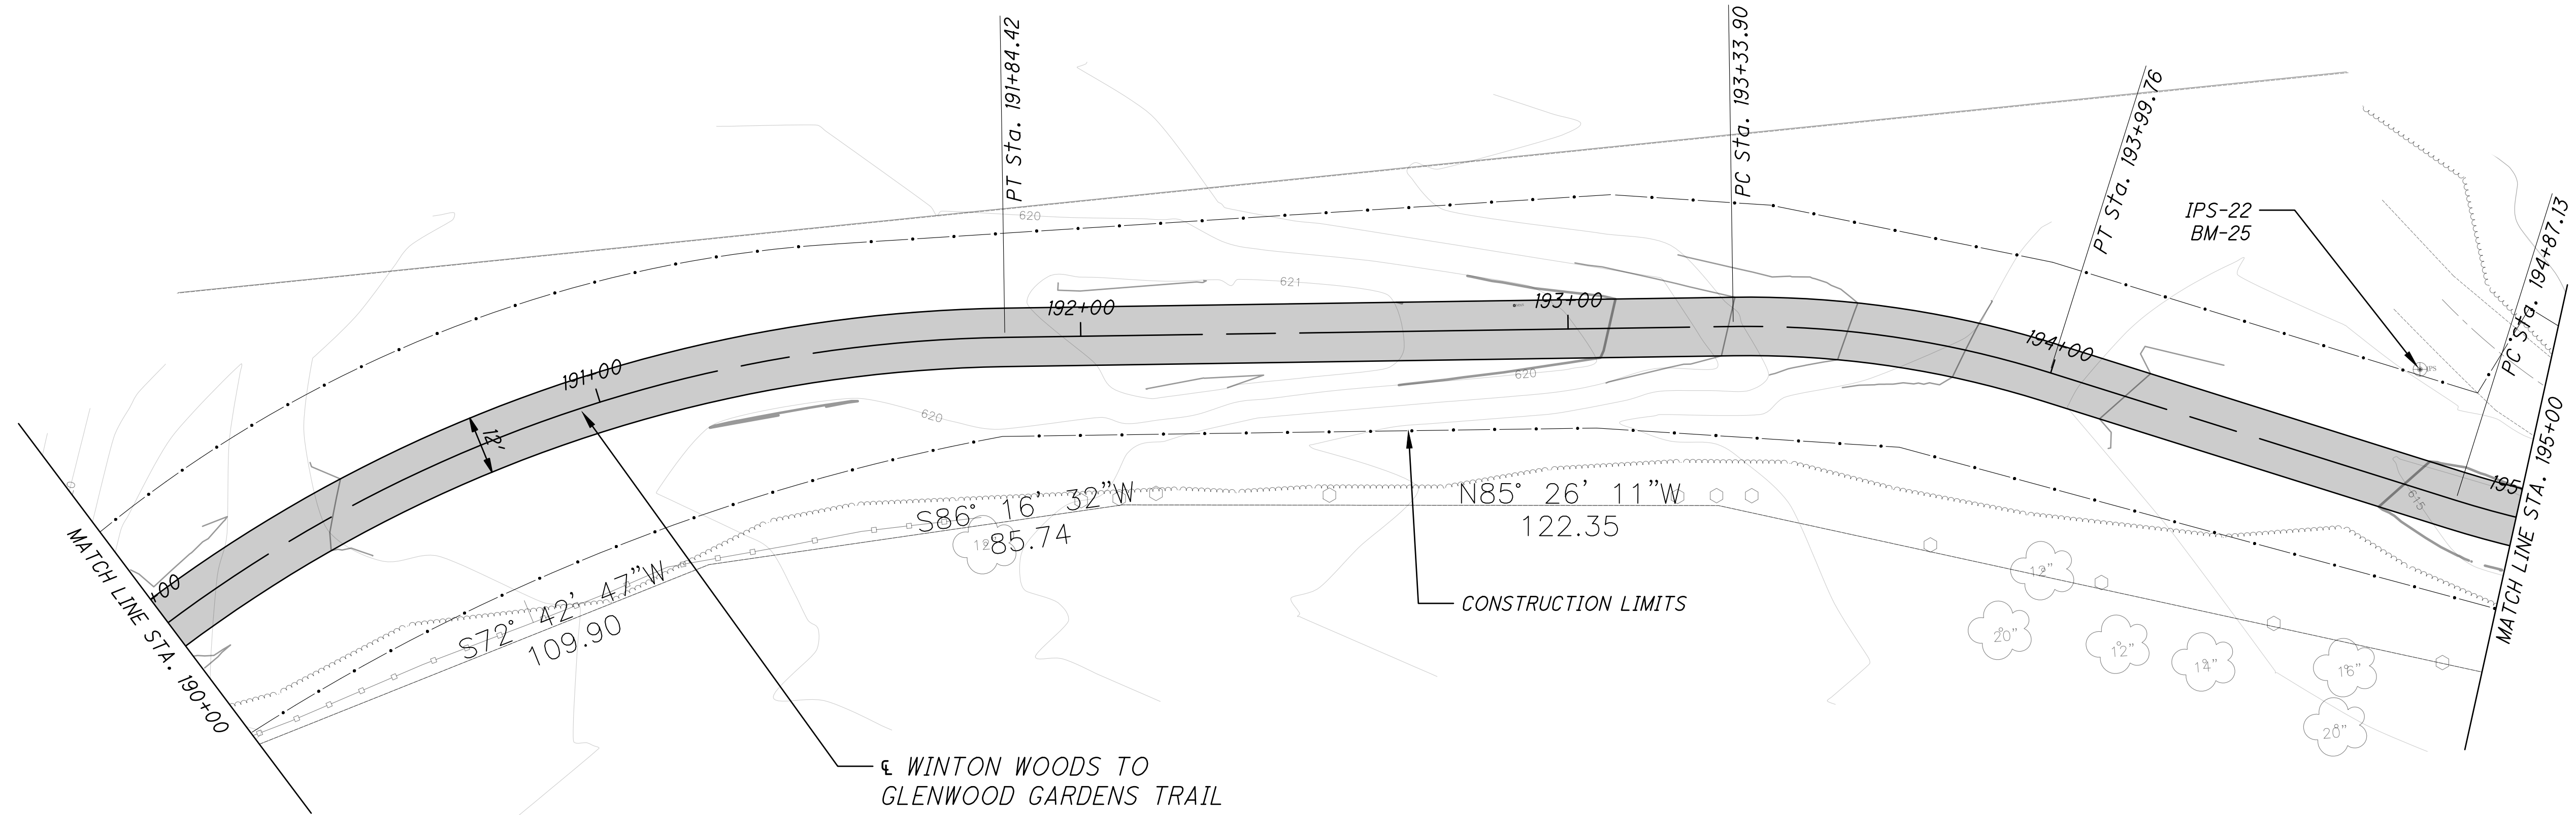 PT Sta. 191+84.42
PC Sta. 193+33.90
PT Sta. 193+99.76
PC Sta. 194+87.13
IPS-22
BM-25
620
621
192+00
193+00
194+00
191+00
195
+00
12'
620
620
615
IPS
MATCH LINE STA. 190+00
MATCH LINE STA. 195+00
S86° 16' 32"W
85.74
18"
N85° 26' 11"W
122.35
S72° 42' 47"W
109.90
CONSTRUCTION LIMITS
12"
20"
12"
14"
16"
20"
℄ WINTON WOODS TO
GLENWOOD GARDENS TRAIL